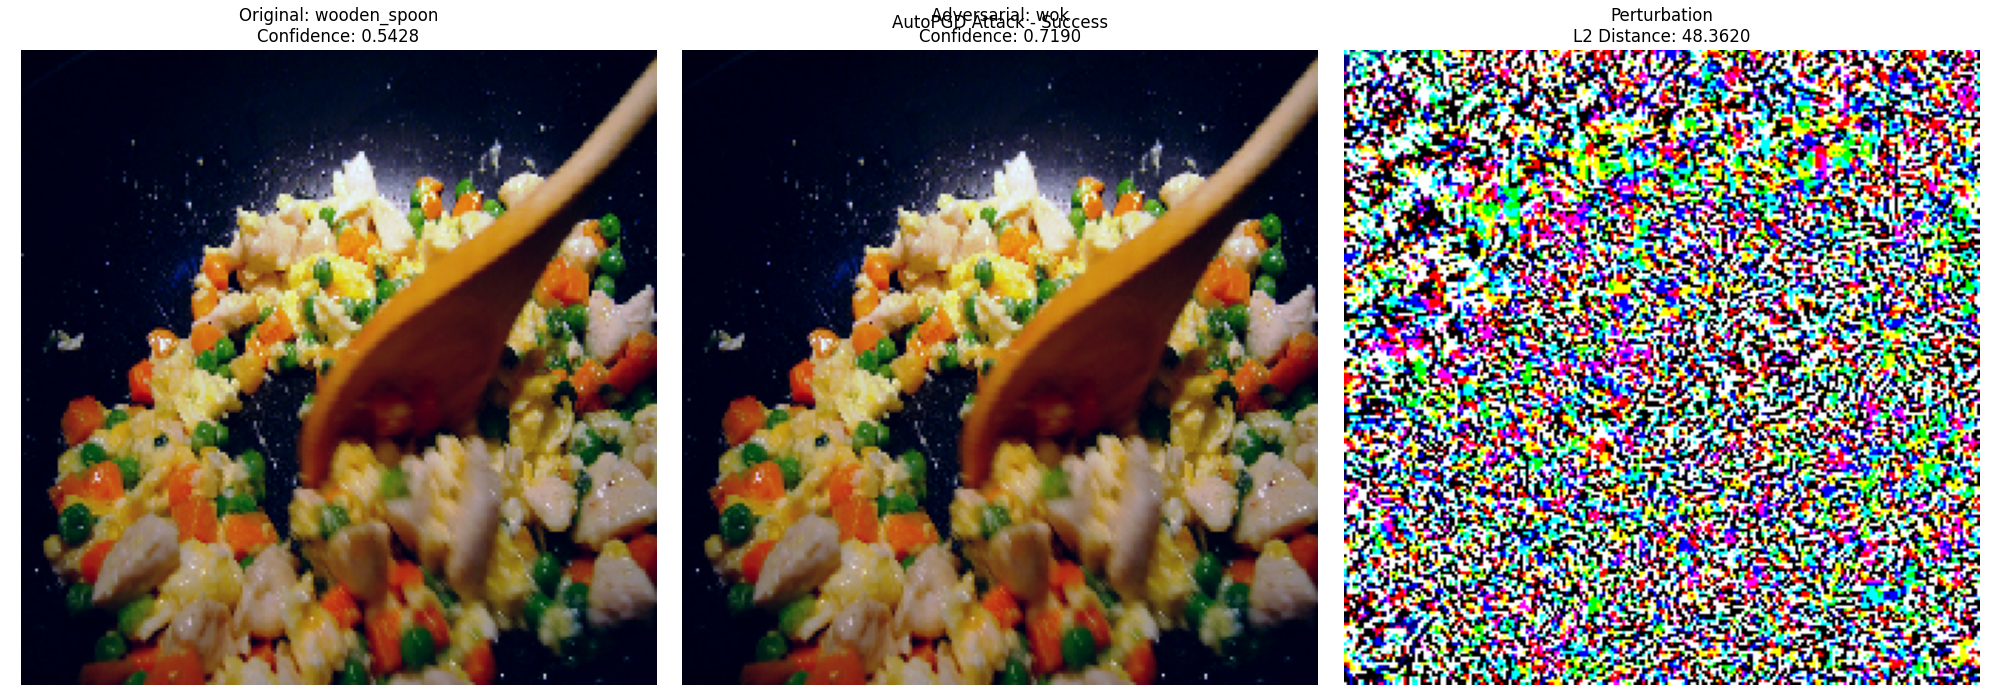 Original: wooden_spoon
Confidence: 0.5428
Adversarial: wok
AutoPGD Attack - Success
Confidence: 0.7190
Perturbation
L2 Distance: 48.3620